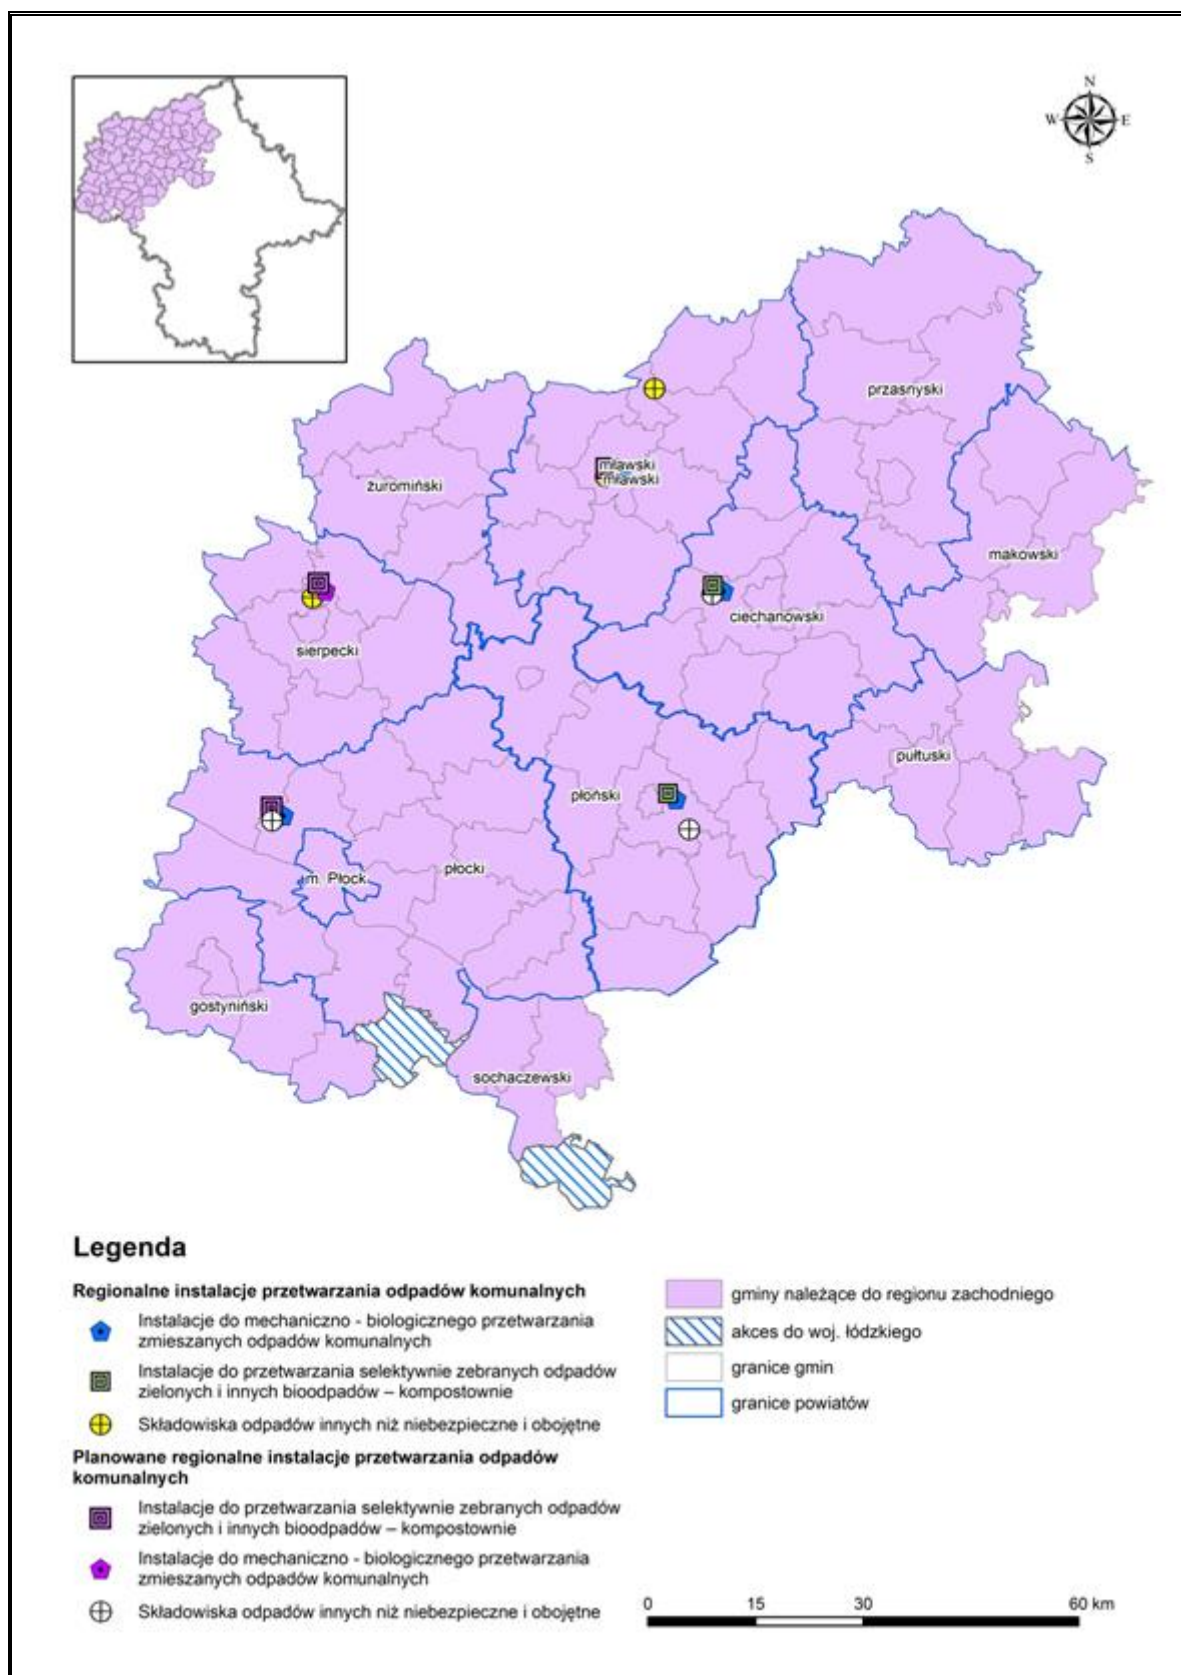 N
W E
S
przasnyski
mławski
mławski
żuromiński
makowski
ciechanowski
sierpecki
pułtuski
płoński
m. Płock
płocki
gostyniński
sochaczewski
Legenda
Regionalne instalacje przetwarzania odpadów komunalnych
Instalacje do mechaniczno - biologicznego przetwarzania
zmieszanych odpadów komunalnych
Instalacje do przetwarzania selektywnie zebranych odpadów
zielonych i innych bioodpadów – kompostownie
Składowiska odpadów innych niż niebezpieczne i obojętne
Planowane regionalne instalacje przetwarzania odpadów
komunalnych
Instalacje do przetwarzania selektywnie zebranych odpadów
zielonych i innych bioodpadów – kompostownie
Instalacje do mechaniczno - biologicznego przetwarzania
zmieszanych odpadów komunalnych
Składowiska odpadów innych niż niebezpieczne i obojętne
gminy należące do regionu zachodniego
akces do woj. łódzkiego
granice gmin
granice powiatów
0 15 30 60 km